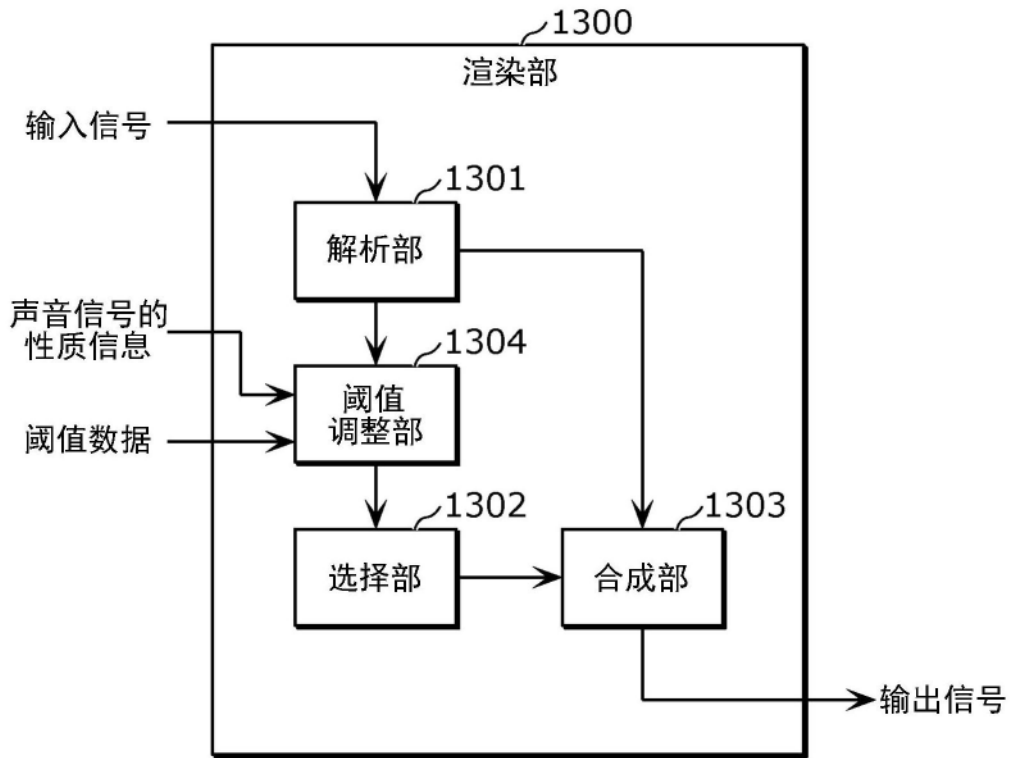 1300
渲染部
输入信号
1301
解析部
声音信号的
性质信息
1304
阈值
调整部
阈值数据
1302
选择部
1303
合成部
输出信号